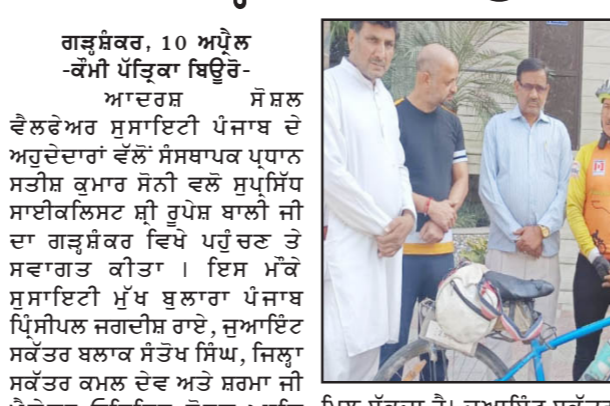 ਗੜ੍ਹਸ਼ੰਕਰ, 10 ਅਪ੍ਰੈਲ
-ਕੌਮੀ ਪੱਤ੍ਰਿਕਾ ਬਿਊਰੋ-
ਆਦਰਸ਼ ਸੋਸ਼ਲ
ਵੈਲਫੇਅਰ ਸੁਸਾਇਟੀ ਪੰਜਾਬ ਦੇ
ਅਹੁਦੇਦਾਰਾਂ ਵੱਲੋਂ ਸੰਸਥਾਪਕ ਪ੍ਰਧਾਨ
ਸਤੀਸ਼ ਕੁਮਾਰ ਸੋਨੀ ਵਲੋ ਸੁਪ੍ਰਸਿੱਧ
ਸਾਈਕਲਿਸਟ ਸ਼੍ਰੀ ਰੂਪੇਸ਼ ਬਾਲੀ ਜੀ
ਦਾ ਗੜ੍ਹਸ਼ੰਕਰ ਵਿਖੇ ਪਹੁੰਚਣ ਤੇ
ਸਵਾਗਤ ਕੀਤਾ । ਇਸ ਮੌਕੇ
ਸੁਸਾਇਟੀ ਮੁੱਖ ਬੁਲਾਰਾ ਪੰਜਾਬ
ਪ੍ਰਿੰਸੀਪਲ ਜਗਦੀਸ਼ ਰਾਏ, ਜੁਆਇੰਟ
ਸਕੱਤਰ ਬਲਾਕ ਸੰਤੋਖ ਸਿੰਘ, ਜਿਲ੍ਹਾ
ਸਕੱਤਰ ਕਮਲ ਦੇਵ ਅਤੇ ਸ਼ਰਮਾ ਜੀ